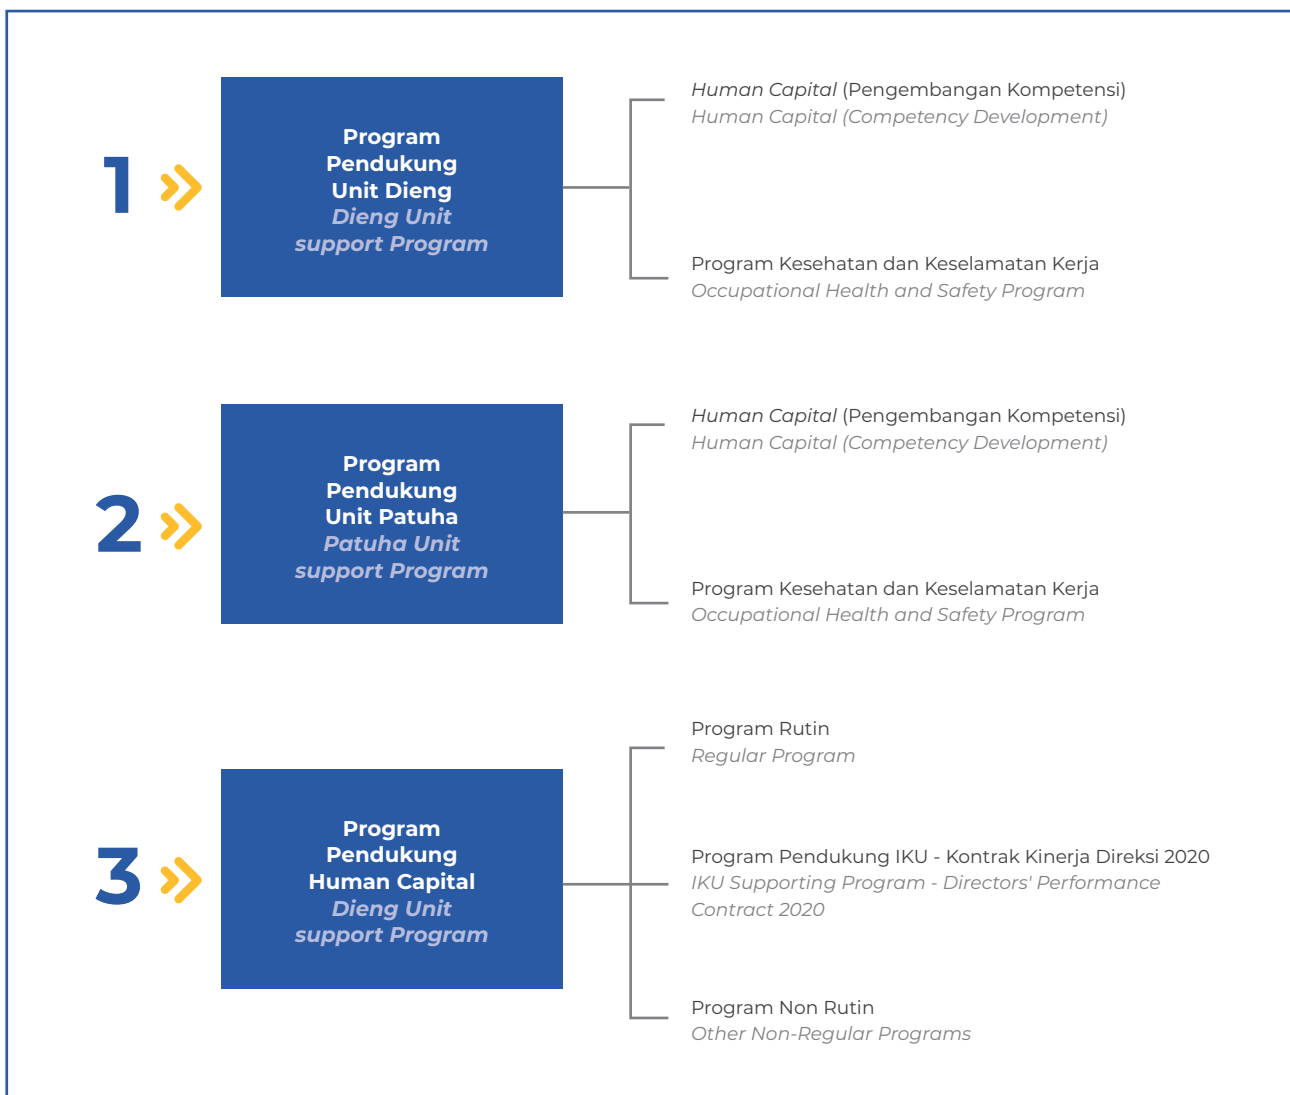 1
Program
Pendukung
Unit Dieng
Dieng Unit
support Program
Human Capital (Pengembangan Kompetensi)
Human Capital (Competency Development)
Program Kesehatan dan Keselamatan Kerja
Occupational Health and Safety Program
2
Program
Pendukung
Unit Patuha
Patuha Unit
support Program
Human Capital (Pengembangan Kompetensi)
Human Capital (Competency Development)
Program Kesehatan dan Keselamatan Kerja
Occupational Health and Safety Program
3
Program
Pendukung
Human Capital
Dieng Unit
support Program
Program Rutin
Regular Program
Program Pendukung IKU - Kontrak Kinerja Direksi 2020
IKU Supporting Program - Directors' Performance
Contract 2020
Program Non Rutin
Other Non-Regular Programs